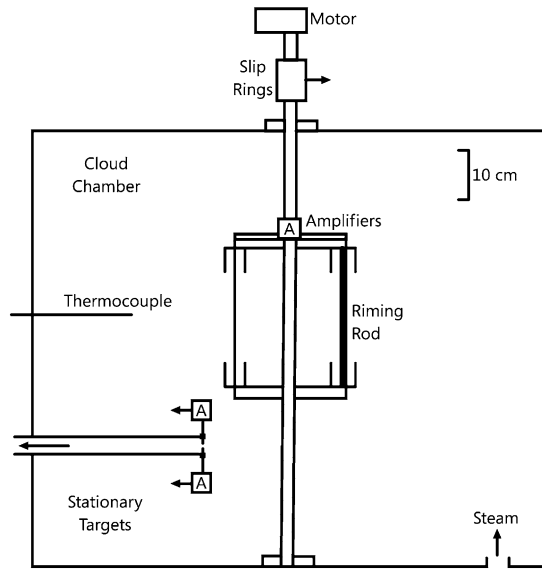 Motor
Slip
Rings
Cloud
Chamber
10 cm
A
Amplifiers
Thermocouple
Riming
Rod
A
A
Stationary
Targets
Steam